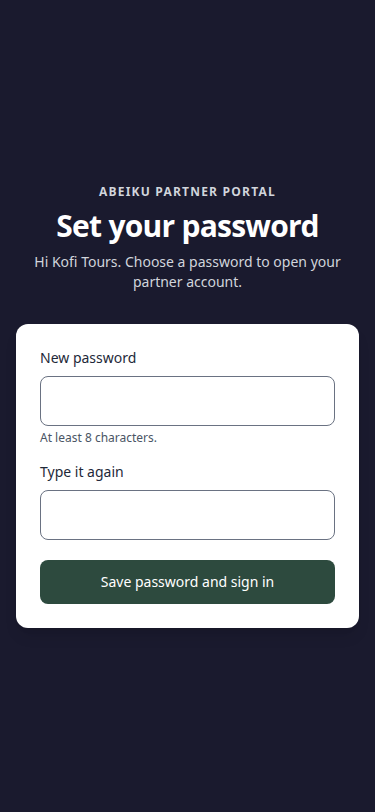 ABEIKU PARTNER PORTAL
Set your password
Hi Kofi Tours. Choose a password to open your
partner account.
New password
At least 8 characters.
Type it again
Save password and sign in